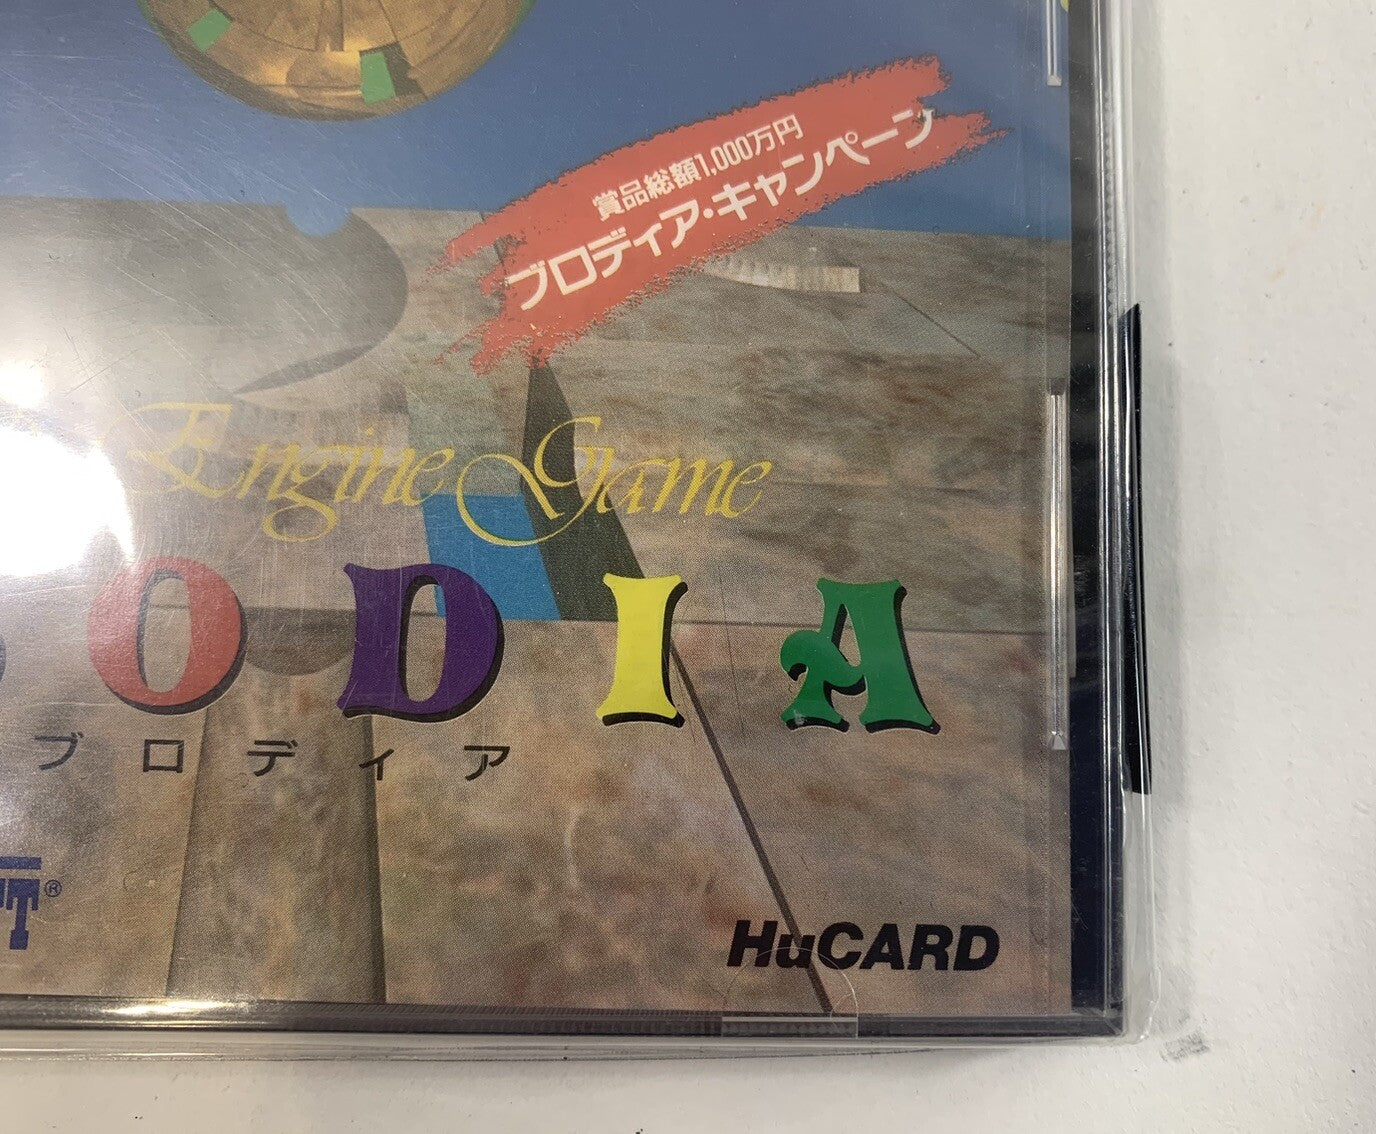 賞品総額1,000万円
ブロディア・キャンペーン
Engine Game
ODIA
ブロディア
T®
HuCARD